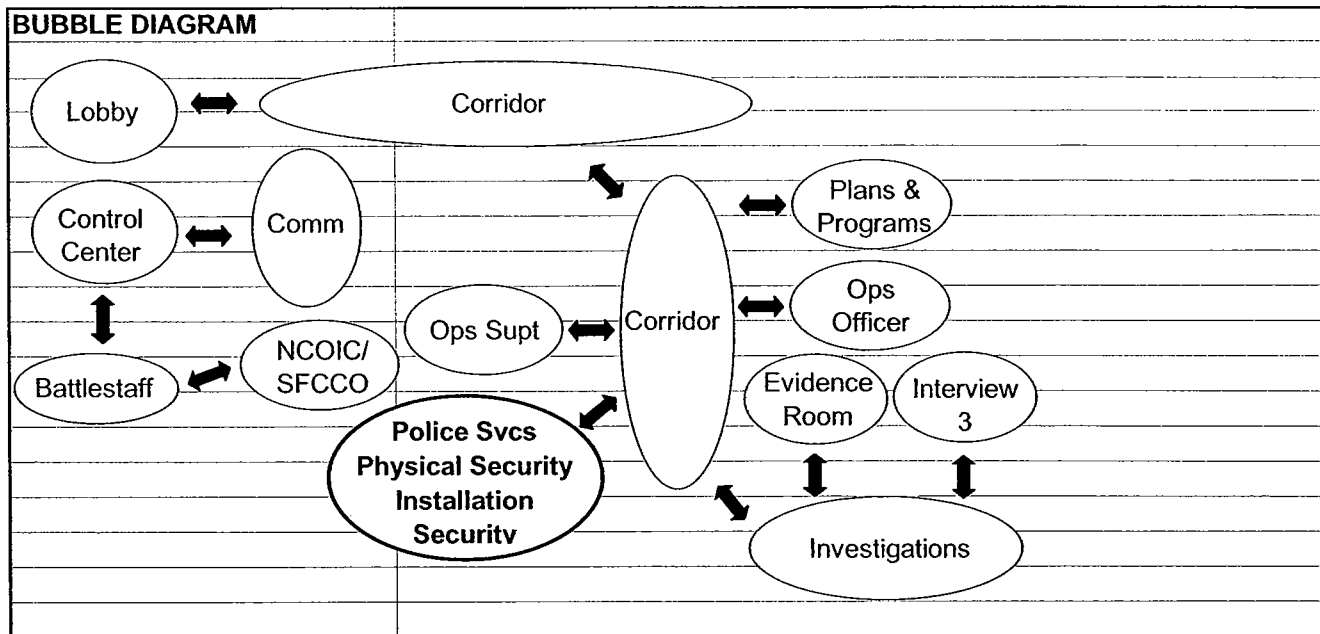 BUBBLE DIAGRAM
Lobby
Corridor
Control
Center
Comm
Plans &
Programs
Ops Supt
Corridor
Ops
Officer
Battlestaff
NCOIC/
SFCCO
Evidence
Room
Interview
3
Police Svcs
Physical Security
Installation
Security
Investigations